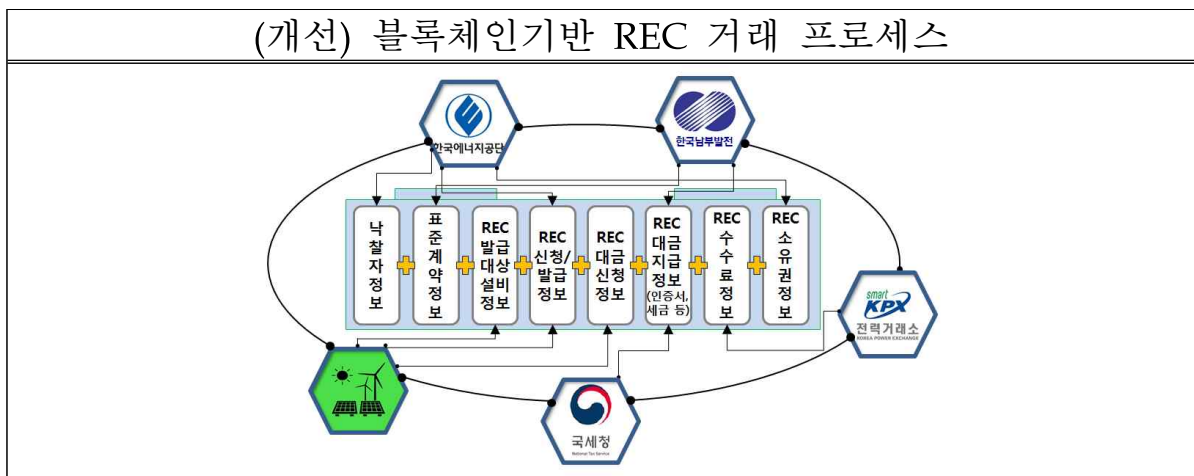 (개선) 블록체인기반 REC 거래 프로세스
한국에너지공단
한국남부발전
낙찰자정보
표준계약정보
REC
발급
대상
설비
정보
REC
신청/
발급
정보
REC
대금
신청
정보
REC
대금
지급
정보
(인증서,
세금 등)
REC
수수료정보
REC
소유권정보
smart
KPX
전력거래소
KOREA POWER EXCHANGE
국세청
National Tax Service